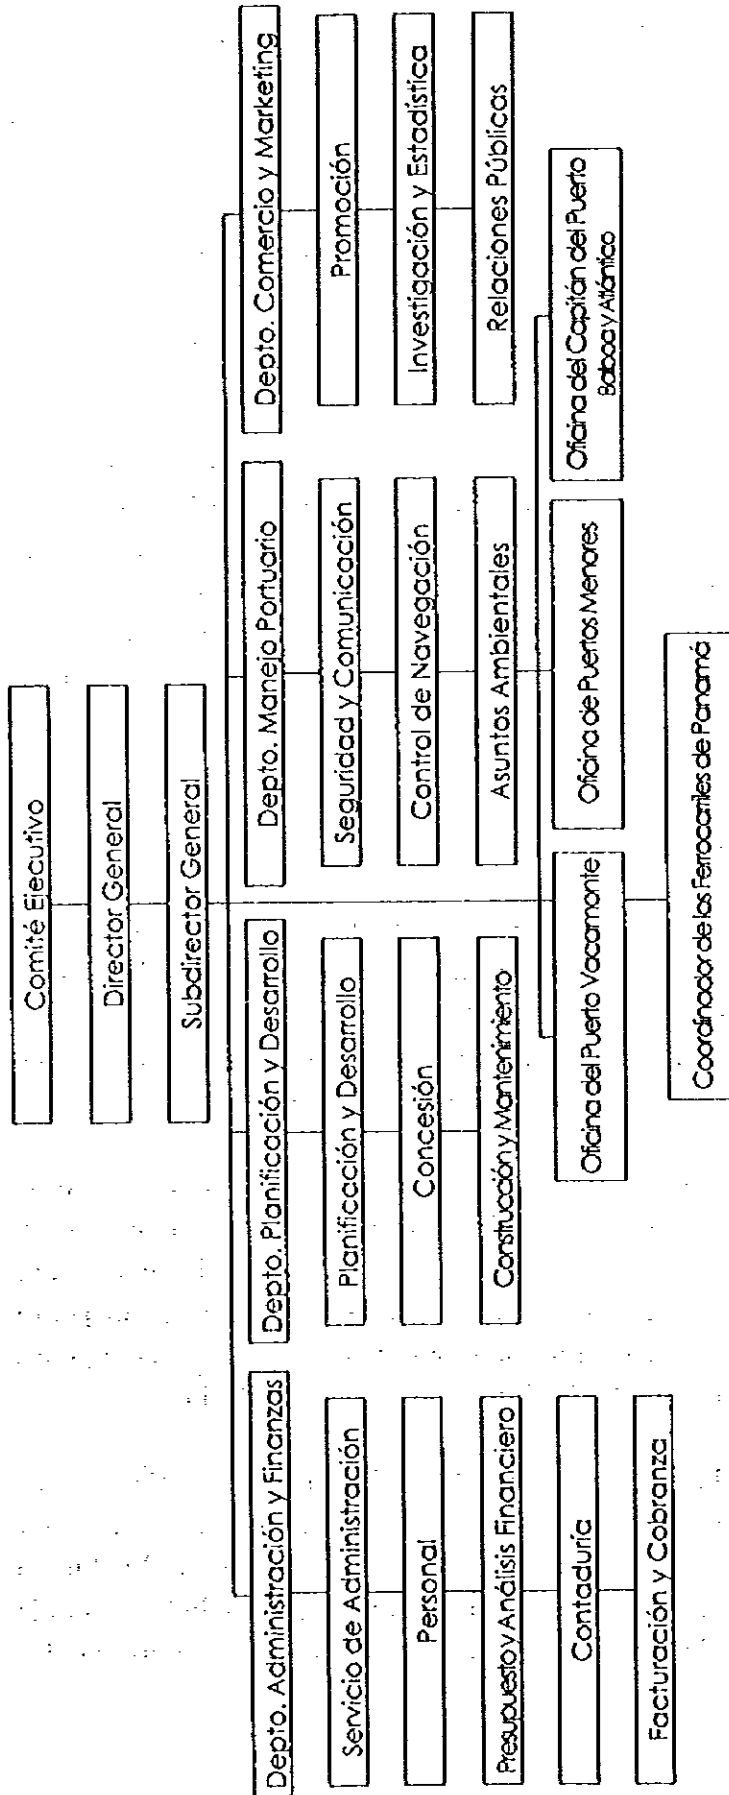 Comité Ejecutivo
Director General
Subdirector General
Depto. Administración y Finanzas
Servicio de Administración
Personal
Presupuesto y Análisis Financiero
Contaduría
Facturación y Cobranza
Depto. Planificación y Desarrollo
Planificación y Desarrollo
Concesión
Construcción y Mantenimiento
Depto. Manejo Portuario
Seguridad y Comunicación
Control de Navegación
Asuntos Ambientales
Depto. Comercio y Marketing
Promoción
Investigación y Estadística
Relaciones Públicas
Oficina del Puerto Vacamonte
Oficina de Puertos Menores
Oficina del Capitán del Puerto
Balboa y Atlántico
Coordinador de los Ferrocarriles de Panamá